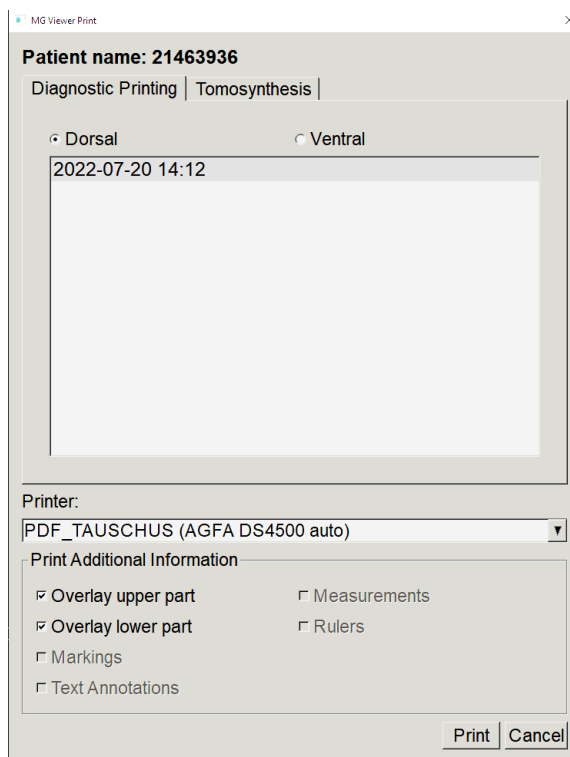 MG Viewer Print
Patient name: 21463936
Diagnostic Printing Tomosynthesis
Dorsal Ventral
2022-07-20 14:12
Printer:
PDF_TAUSCHUS (AGFA DS4500 auto)
Print Additional Information
Overlay upper part Measurements
Overlay lower part Rulers
Markings
Text Annotations
Print Cancel